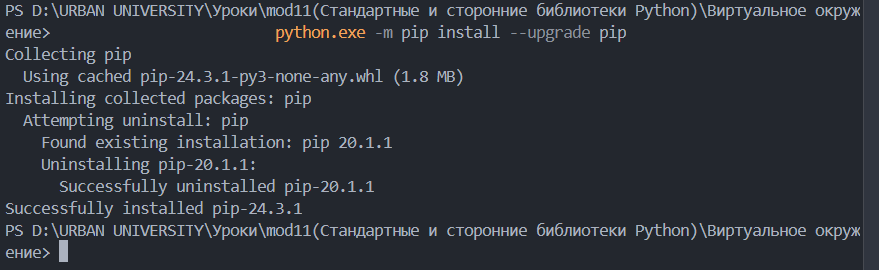 PS D:\URBAN UNIVERSITY\Уроки\mod11(Стандартные и сторонние библиотеки Python)\Виртуальное окруж
ение> python.exe -m pip install --upgrade pip
Collecting pip
  Using cached pip-24.3.1-py3-none-any.whl (1.8 MB)
Installing collected packages: pip
  Attempting uninstall: pip
    Found existing installation: pip 20.1.1
    Uninstalling pip-20.1.1:
      Successfully uninstalled pip-20.1.1
Successfully installed pip-24.3.1
PS D:\URBAN UNIVERSITY\Уроки\mod11(Стандартные и сторонние библиотеки Python)\Виртуальное окруж
ение>